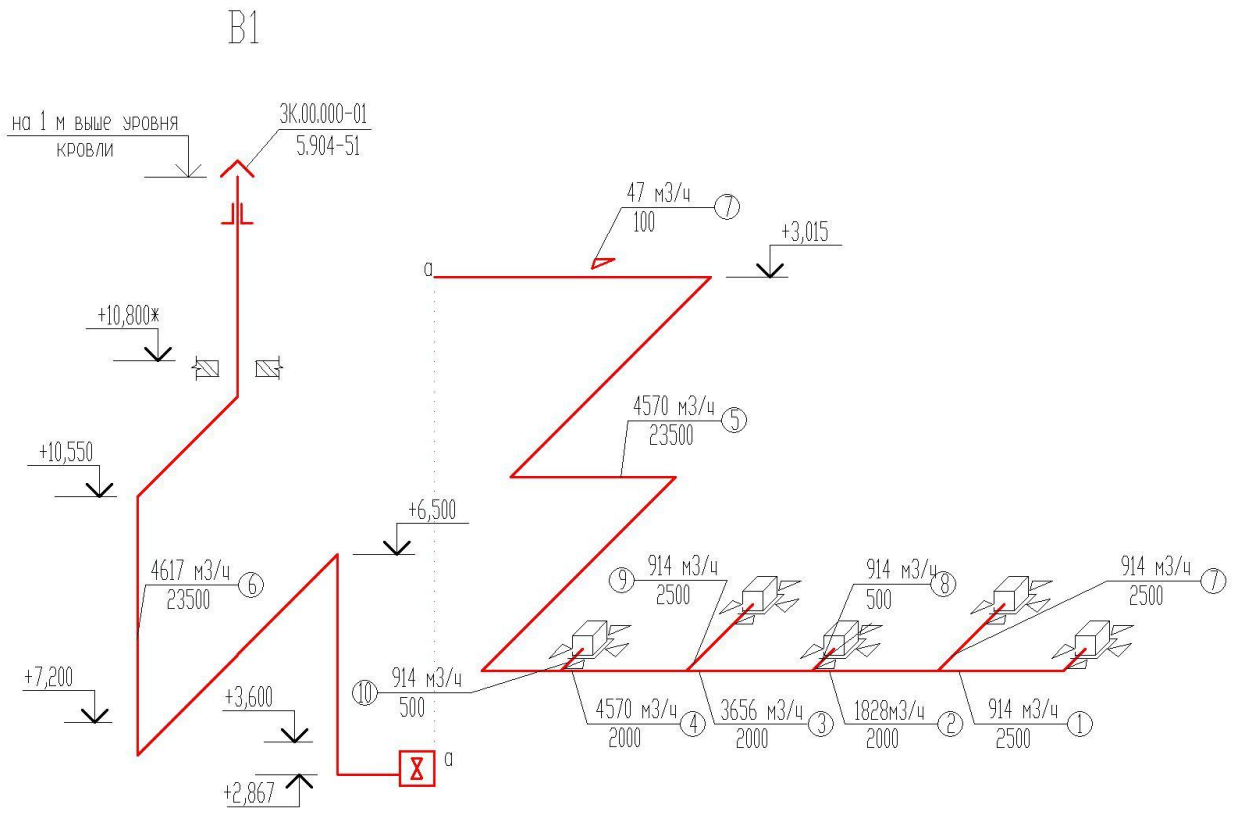 В1
на 1 м выше уровня
кровли
ЗК.00.000-01
5.904-51
47 м3/ч
7
100
а
+3,015
+10,800ж
4570 м3/ч
5
23500
+10,550
+6,500
4617 м3/ч
6
23500
9
914 м3/ч
2500
914 м3/ч
8
500
914 м3/ч
7
2500
+7,200
10
914 м3/ч
500
+3,600
4570 м3/ч
4
2000
3656 м3/ч
3
2000
1828м3/ч
2
2000
914 м3/ч
1
2500
а
+2,867